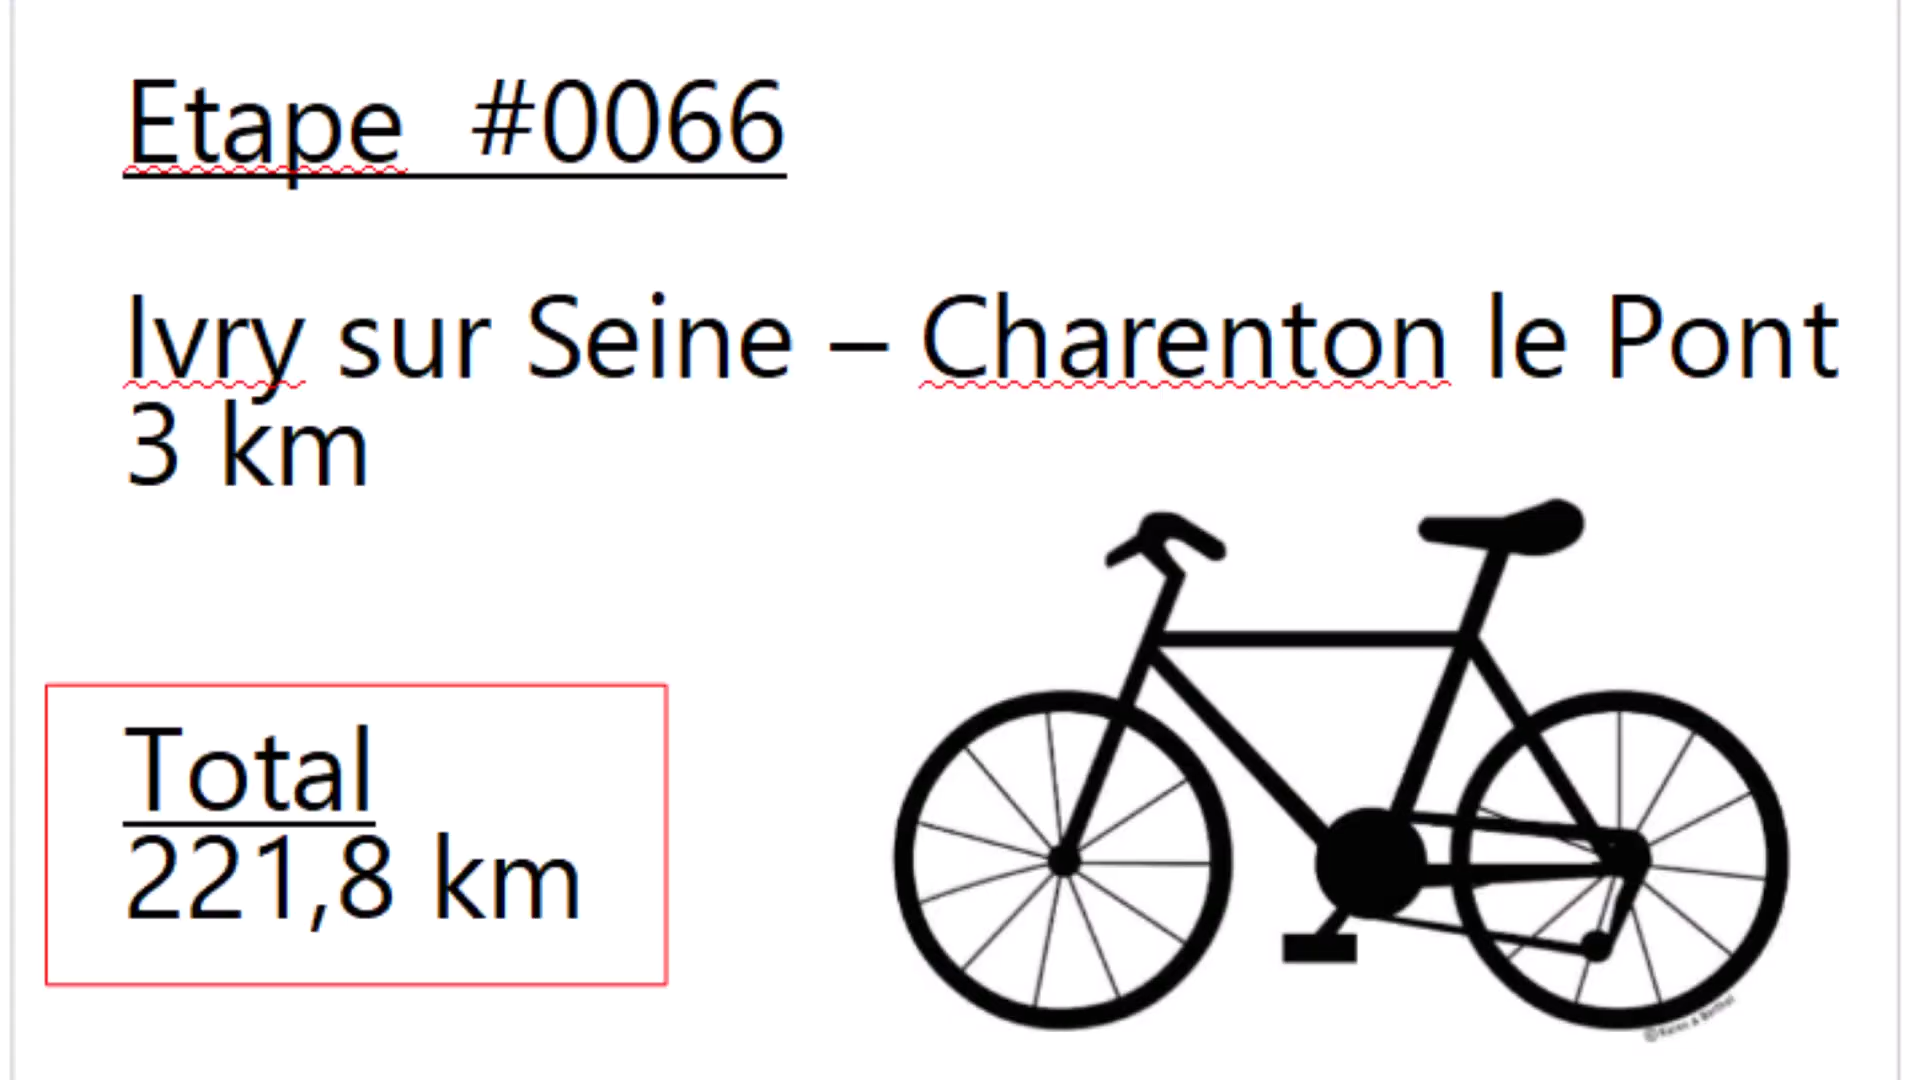 Etape  #0066
Ivry sur Seine – Charenton le Pont
3 km
Total
221,8 km